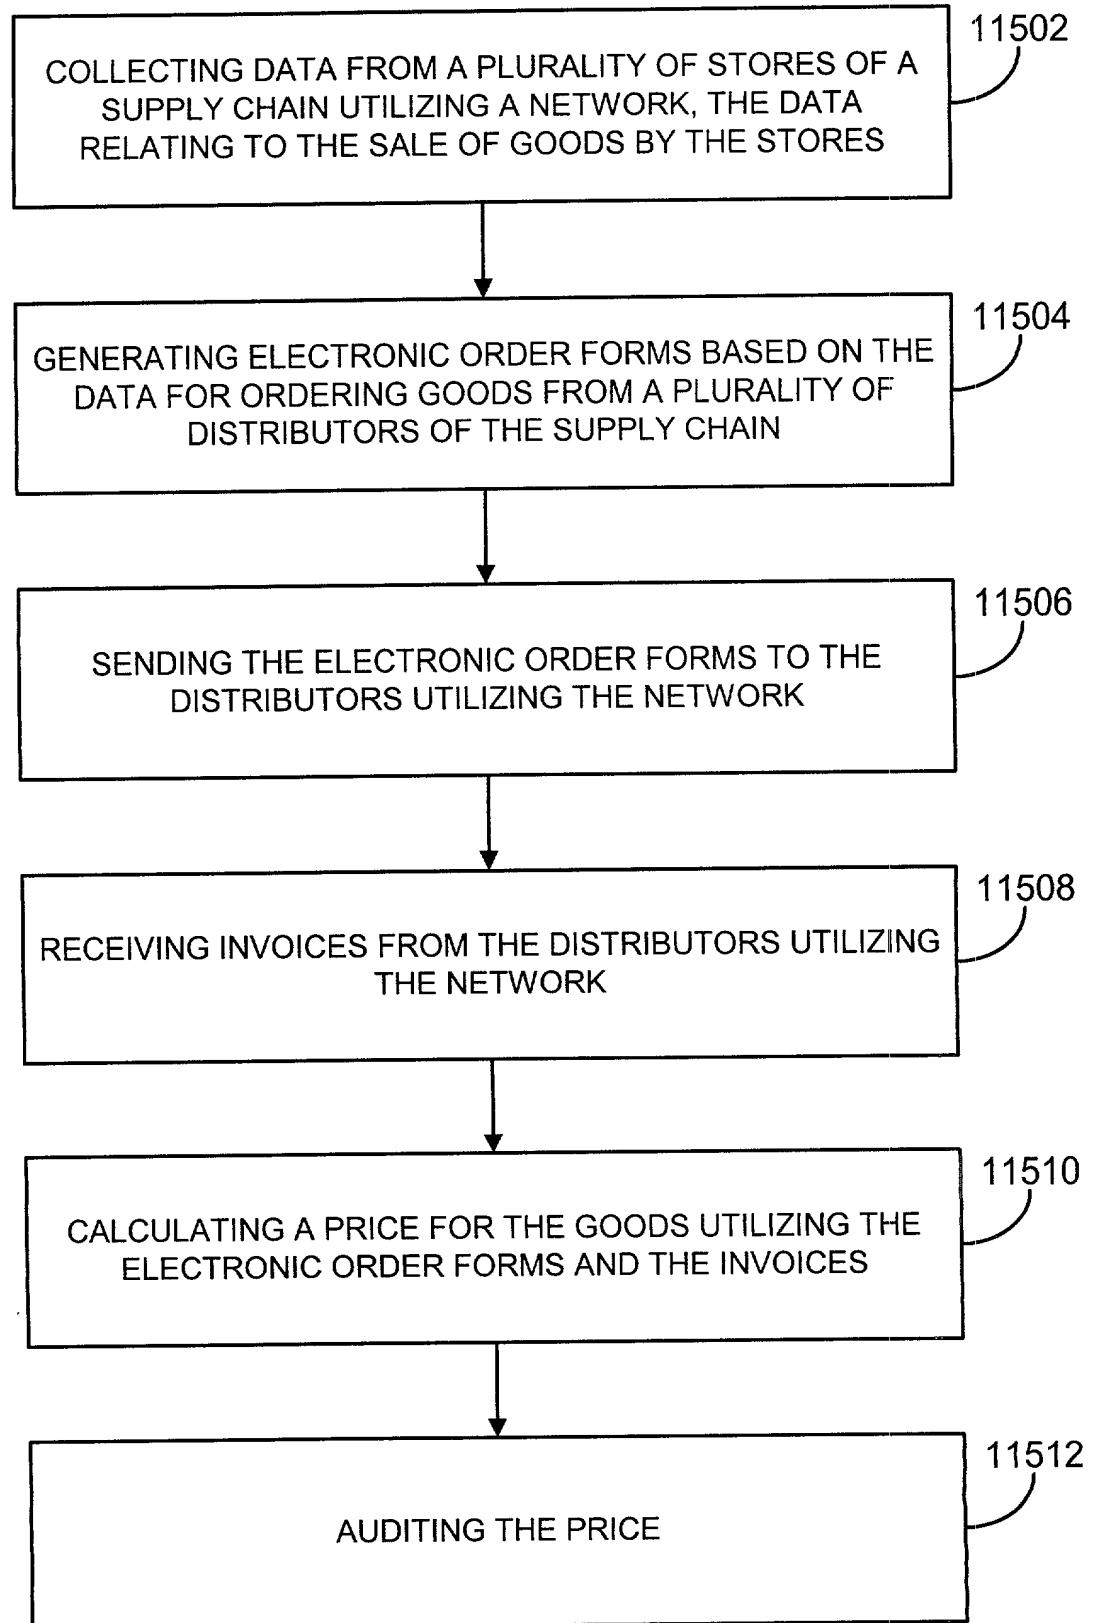 11502
COLLECTING DATA FROM A PLURALITY OF STORES OF A
SUPPLY CHAIN UTILIZING A NETWORK, THE DATA
RELATING TO THE SALE OF GOODS BY THE STORES
11504
GENERATING ELECTRONIC ORDER FORMS BASED ON THE
DATA FOR ORDERING GOODS FROM A PLURALITY OF
DISTRIBUTORS OF THE SUPPLY CHAIN
11506
SENDING THE ELECTRONIC ORDER FORMS TO THE
DISTRIBUTORS UTILIZING THE NETWORK
11508
RECEIVING INVOICES FROM THE DISTRIBUTORS UTILIZING
THE NETWORK
11510
CALCULATING A PRICE FOR THE GOODS UTILIZING THE
ELECTRONIC ORDER FORMS AND THE INVOICES
11512
AUDITING THE PRICE